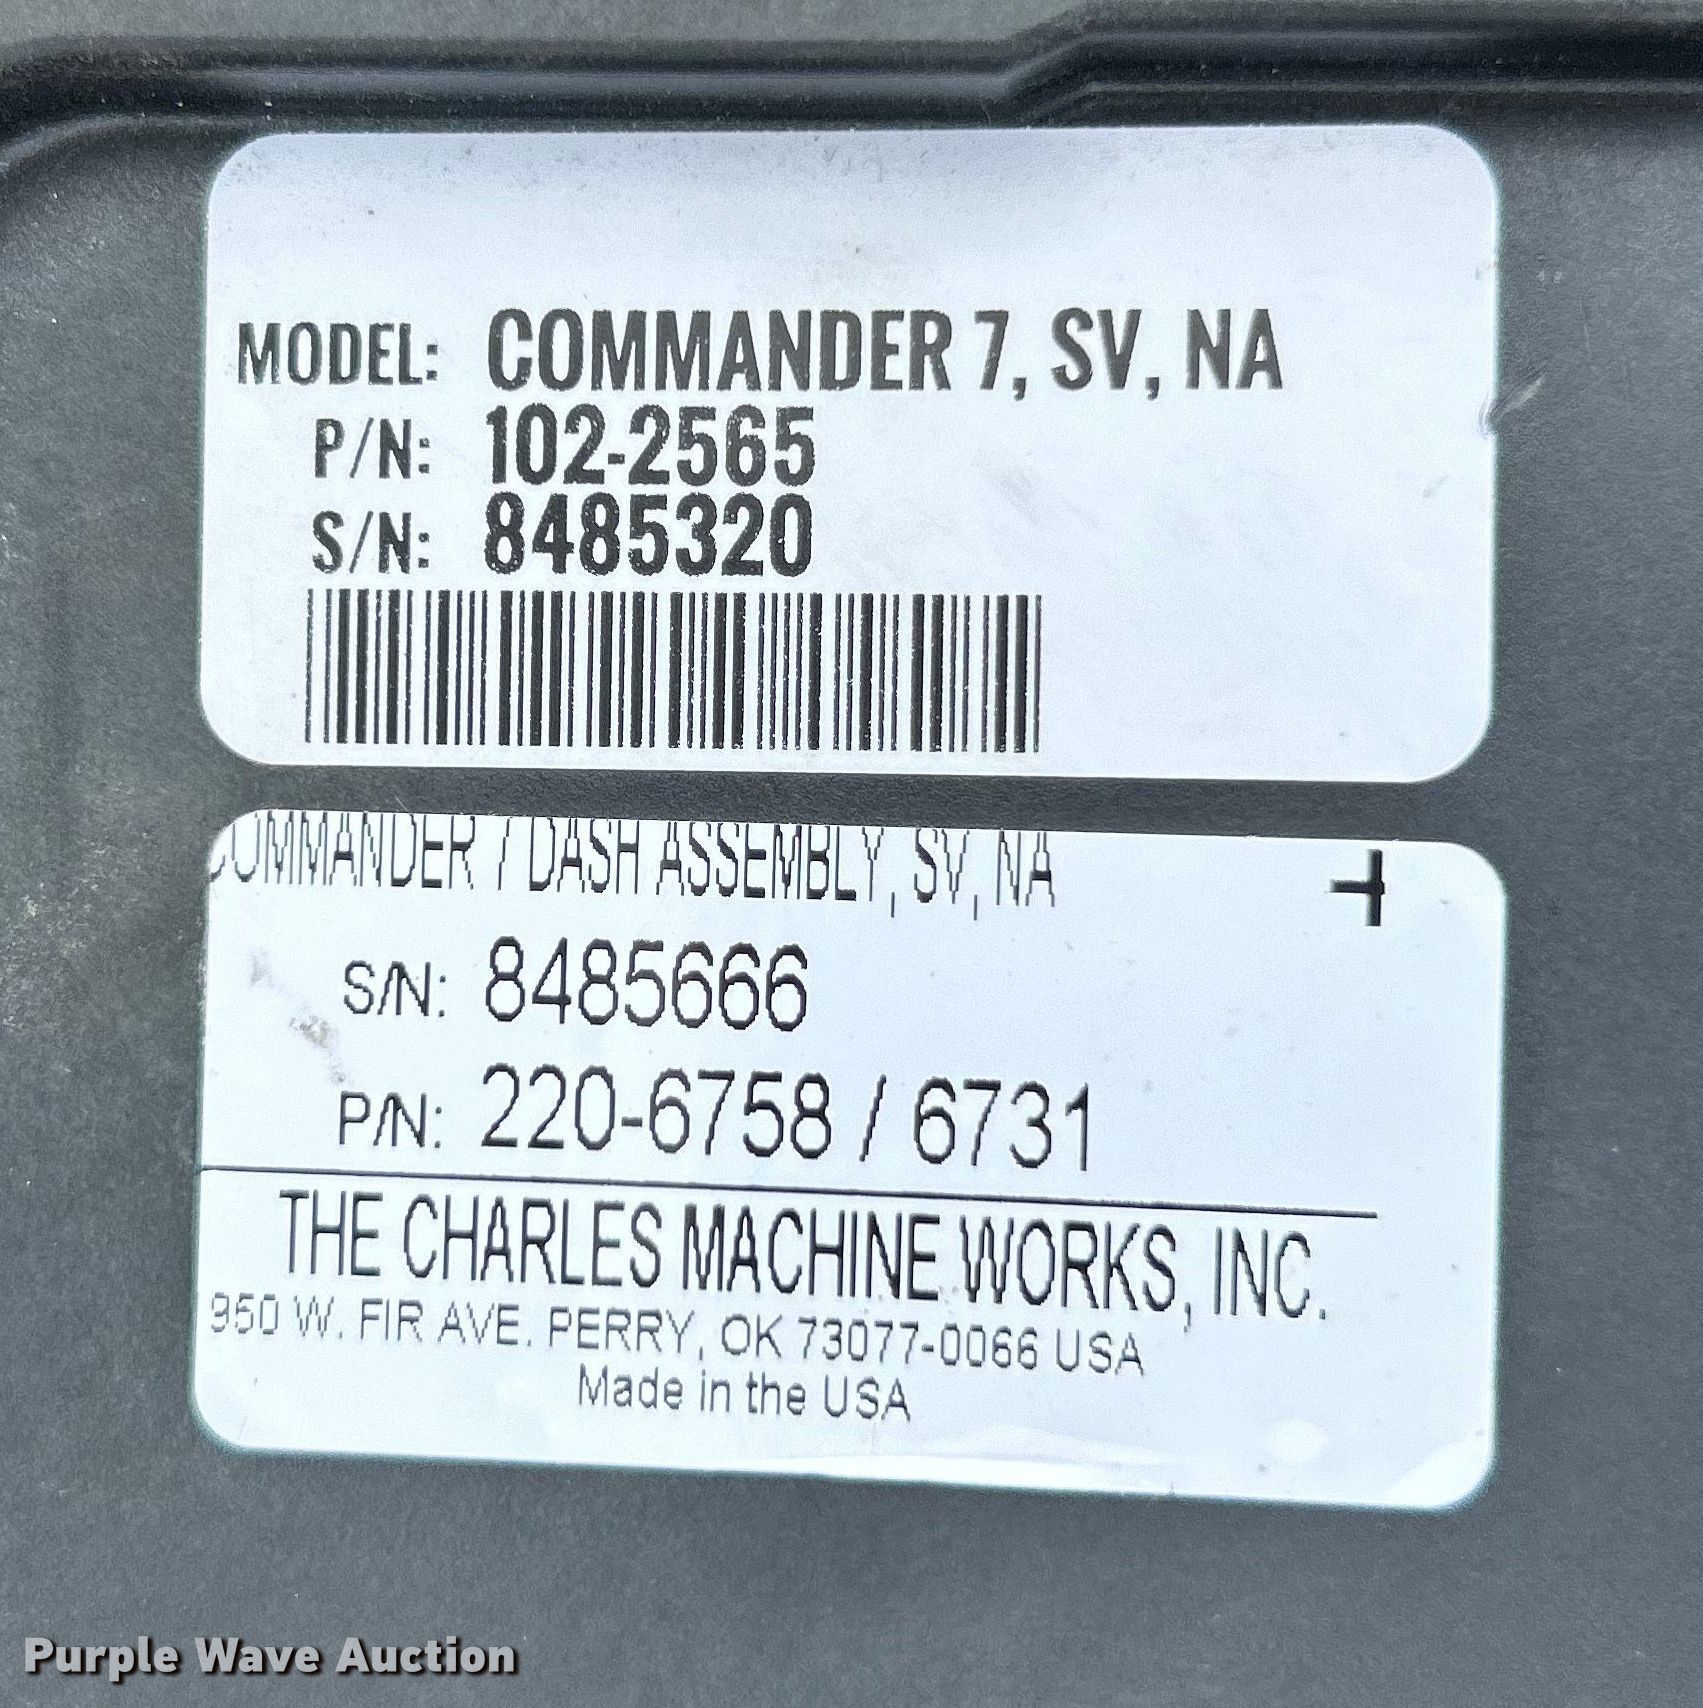 MODEL: COMMANDER 7, SV, NA
P/N: 102-2565
S/N: 8485320
COMMANDER 7 DASH ASSEMBLY, SV, NA
S/N: 8485666
P/N: 220-6758 / 6731
THE CHARLES MACHINE WORKS, INC.
950 W. FIR AVE. PERRY, OK 73077-0066 USA
Made in the USA
Purple Wave Auction